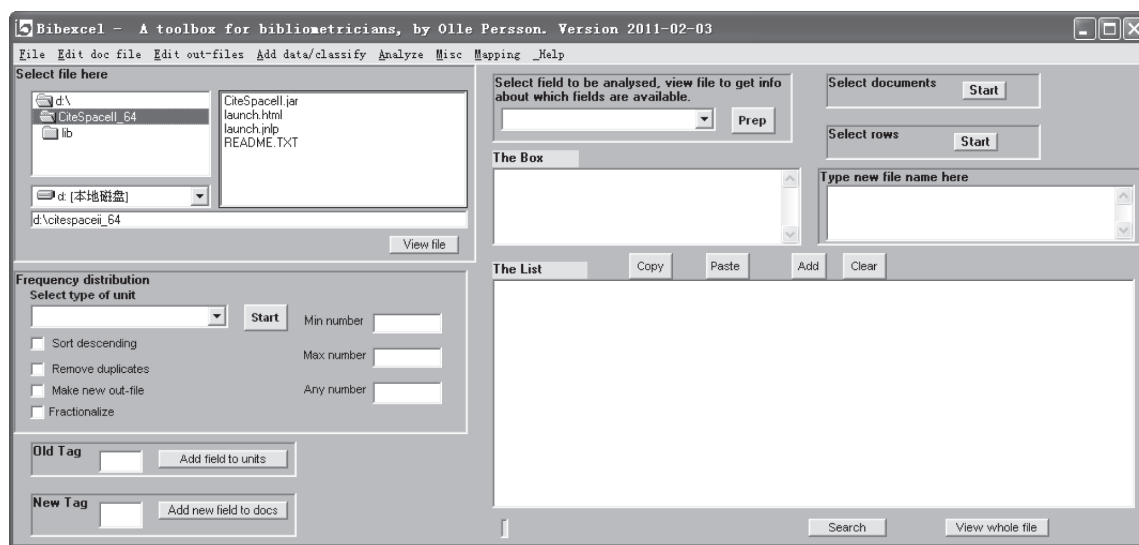 Bibexcel - A toolbox for bibliometricians, by Olle Persson. Version 2011-02-03
File Edit doc file Edit out-files Add data/classify Analyze Misc Mapping _Help
Select file here
d:\
CiteSpaceII_64
lib
CiteSpaceII.jar
launch.html
launch.jnlp
README.TXT
d: [本地磁盘]
d:\citespaceii_64
View file
Select field to be analysed, view file to get info
about which fields are available.
Prep
Select documents
Start
Select rows
Start
The Box
Type new file name here
Frequency distribution
Select type of unit
Start
Min number
Sort descending
Max number
Remove duplicates
Make new out-file
Any number
Fractionalize
The List
Copy
Paste
Add
Clear
Old Tag
Add field to units
New Tag
Add new field to docs
Search
View whole file